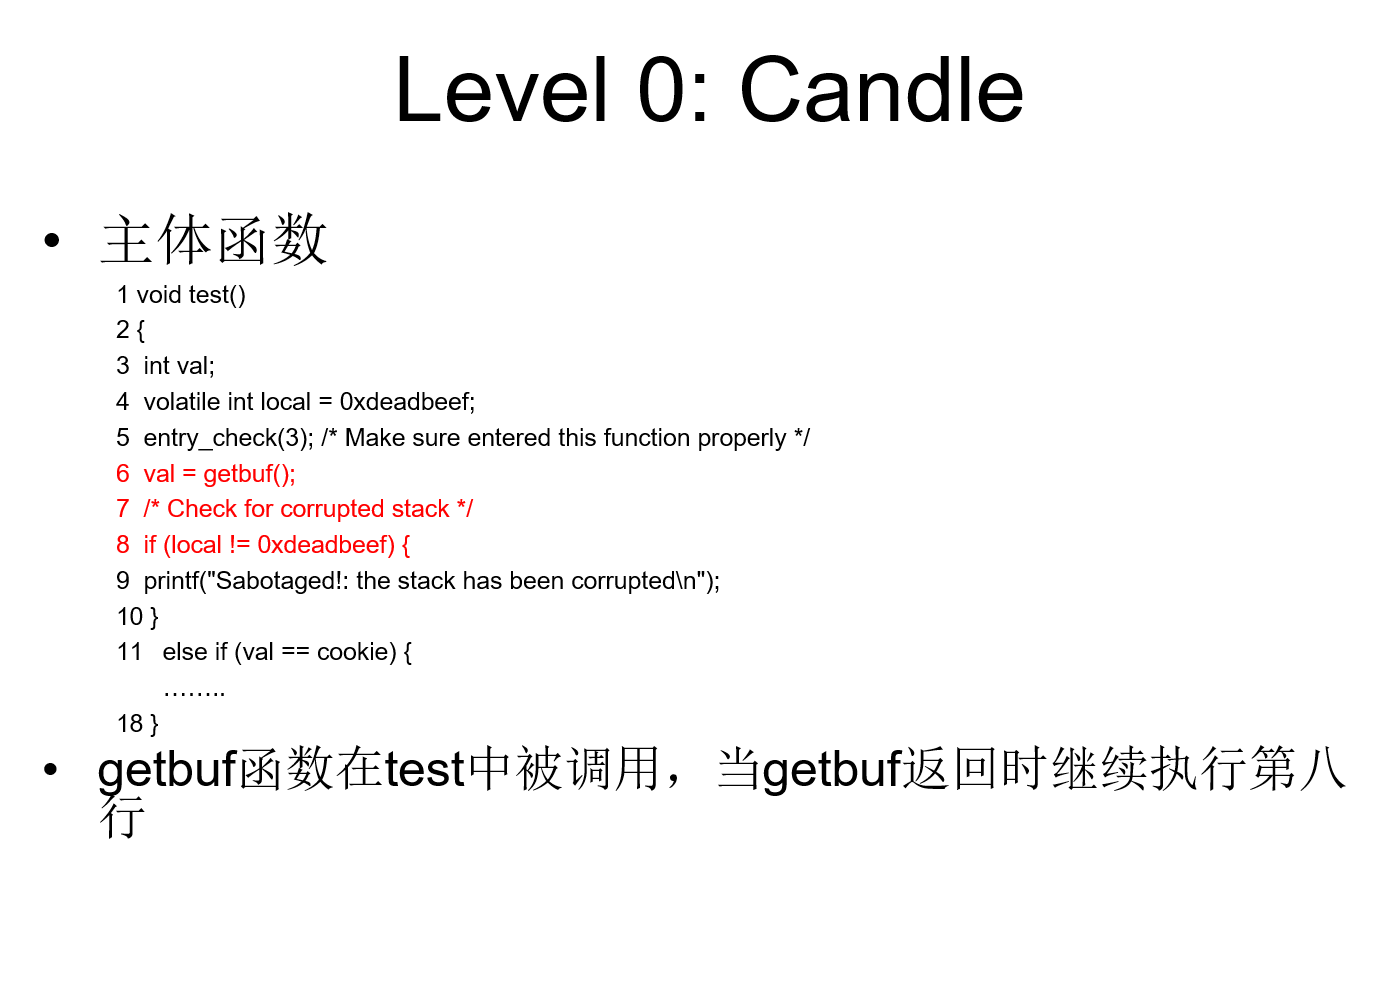 Level 0: Candle
• 主体函数
1 void test()
2 {
3  int val;
4  volatile int local = 0xdeadbeef;
5  entry_check(3); /* Make sure entered this function properly */
6  val = getbuf();
7  /* Check for corrupted stack */
8  if (local != 0xdeadbeef) {
9  printf("Sabotaged!: the stack has been corrupted\n");
10 }
11   else if (val == cookie) {
……..
18 }
• getbuf函数在test中被调用，当getbuf返回时继续执行第八
行